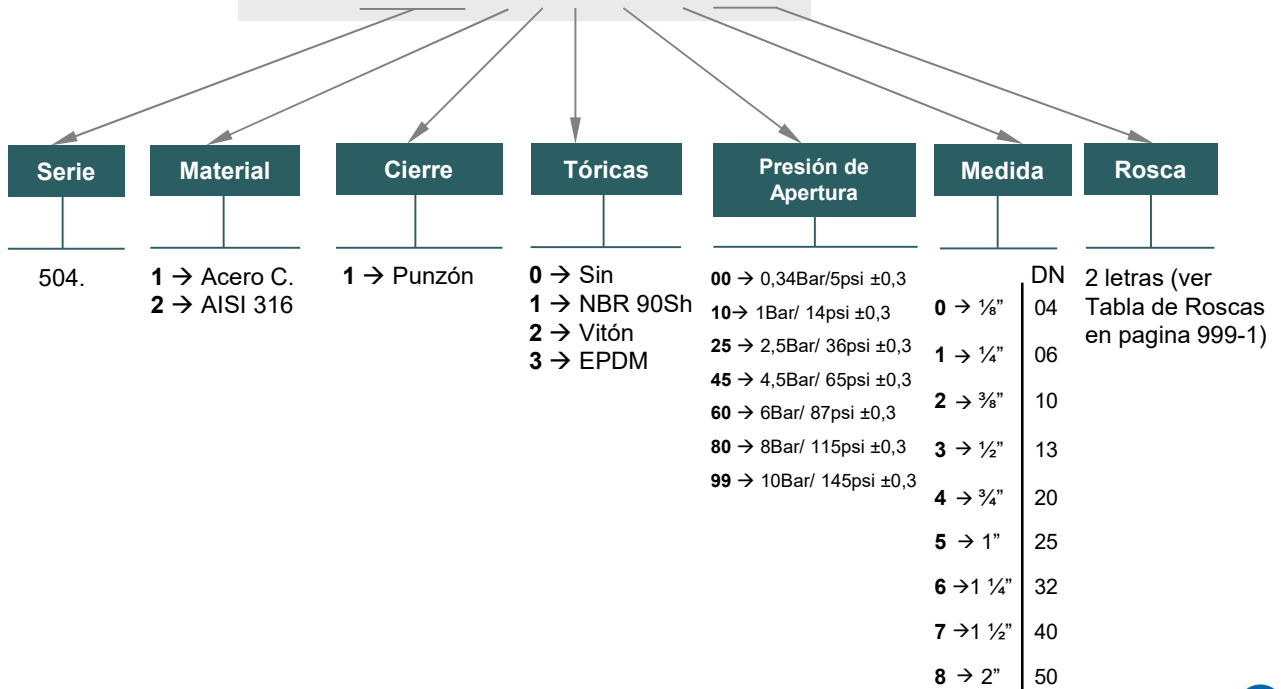 Serie
504.
Material
1 → Acero C.
2 → AISI 316
Cierre
1 → Punzón
Tóricas
0 → Sin
1 → NBR 90Sh
2 → Vitón
3 → EPDM
Presión de
Apertura
00 → 0,34Bar/5psi ±0,3
10→ 1Bar/ 14psi ±0,3
25 → 2,5Bar/ 36psi ±0,3
45 → 4,5Bar/ 65psi ±0,3
60 → 6Bar/ 87psi ±0,3
80 → 8Bar/ 115psi ±0,3
99 → 10Bar/ 145psi ±0,3
Medida
DN
0 → ⅛” 04
1 → ¼” 06
2 → ⅜” 10
3 → ½” 13
4 → ¾” 20
5 → 1” 25
6 →1 ¼” 32
7 →1 ½” 40
8 → 2” 50
Rosca
2 letras (ver
Tabla de Roscas
en pagina 999-1)